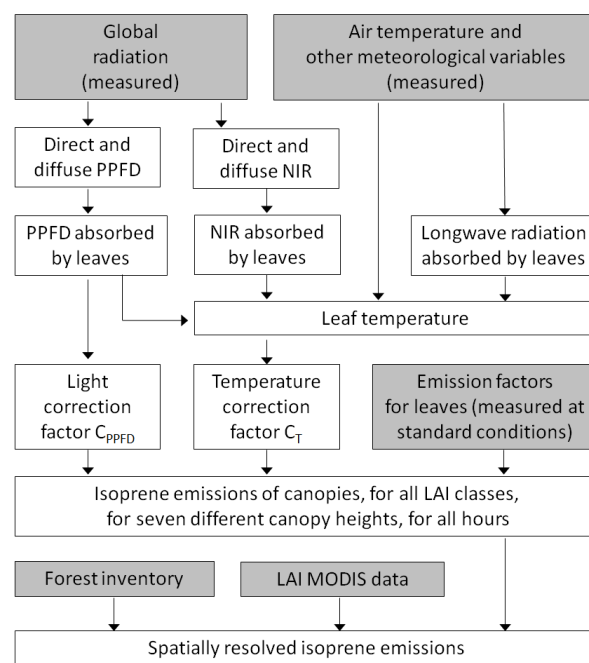 Global
radiation
(measured)
Air temperature and
other meteorological variables
(measured)
Direct and
diffuse PPFD
Direct and
diffuse NIR
PPFD absorbed
by leaves
NIR absorbed
by leaves
Longwave radiation
absorbed by leaves
Leaf temperature
Light
correction
factor C_PPFD
Temperature
correction
factor C_T
Emission factors
for leaves (measured at
standard conditions)
Isoprene emissions of canopies, for all LAI classes,
for seven different canopy heights, for all hours
Forest inventory
LAI MODIS data
Spatially resolved isoprene emissions